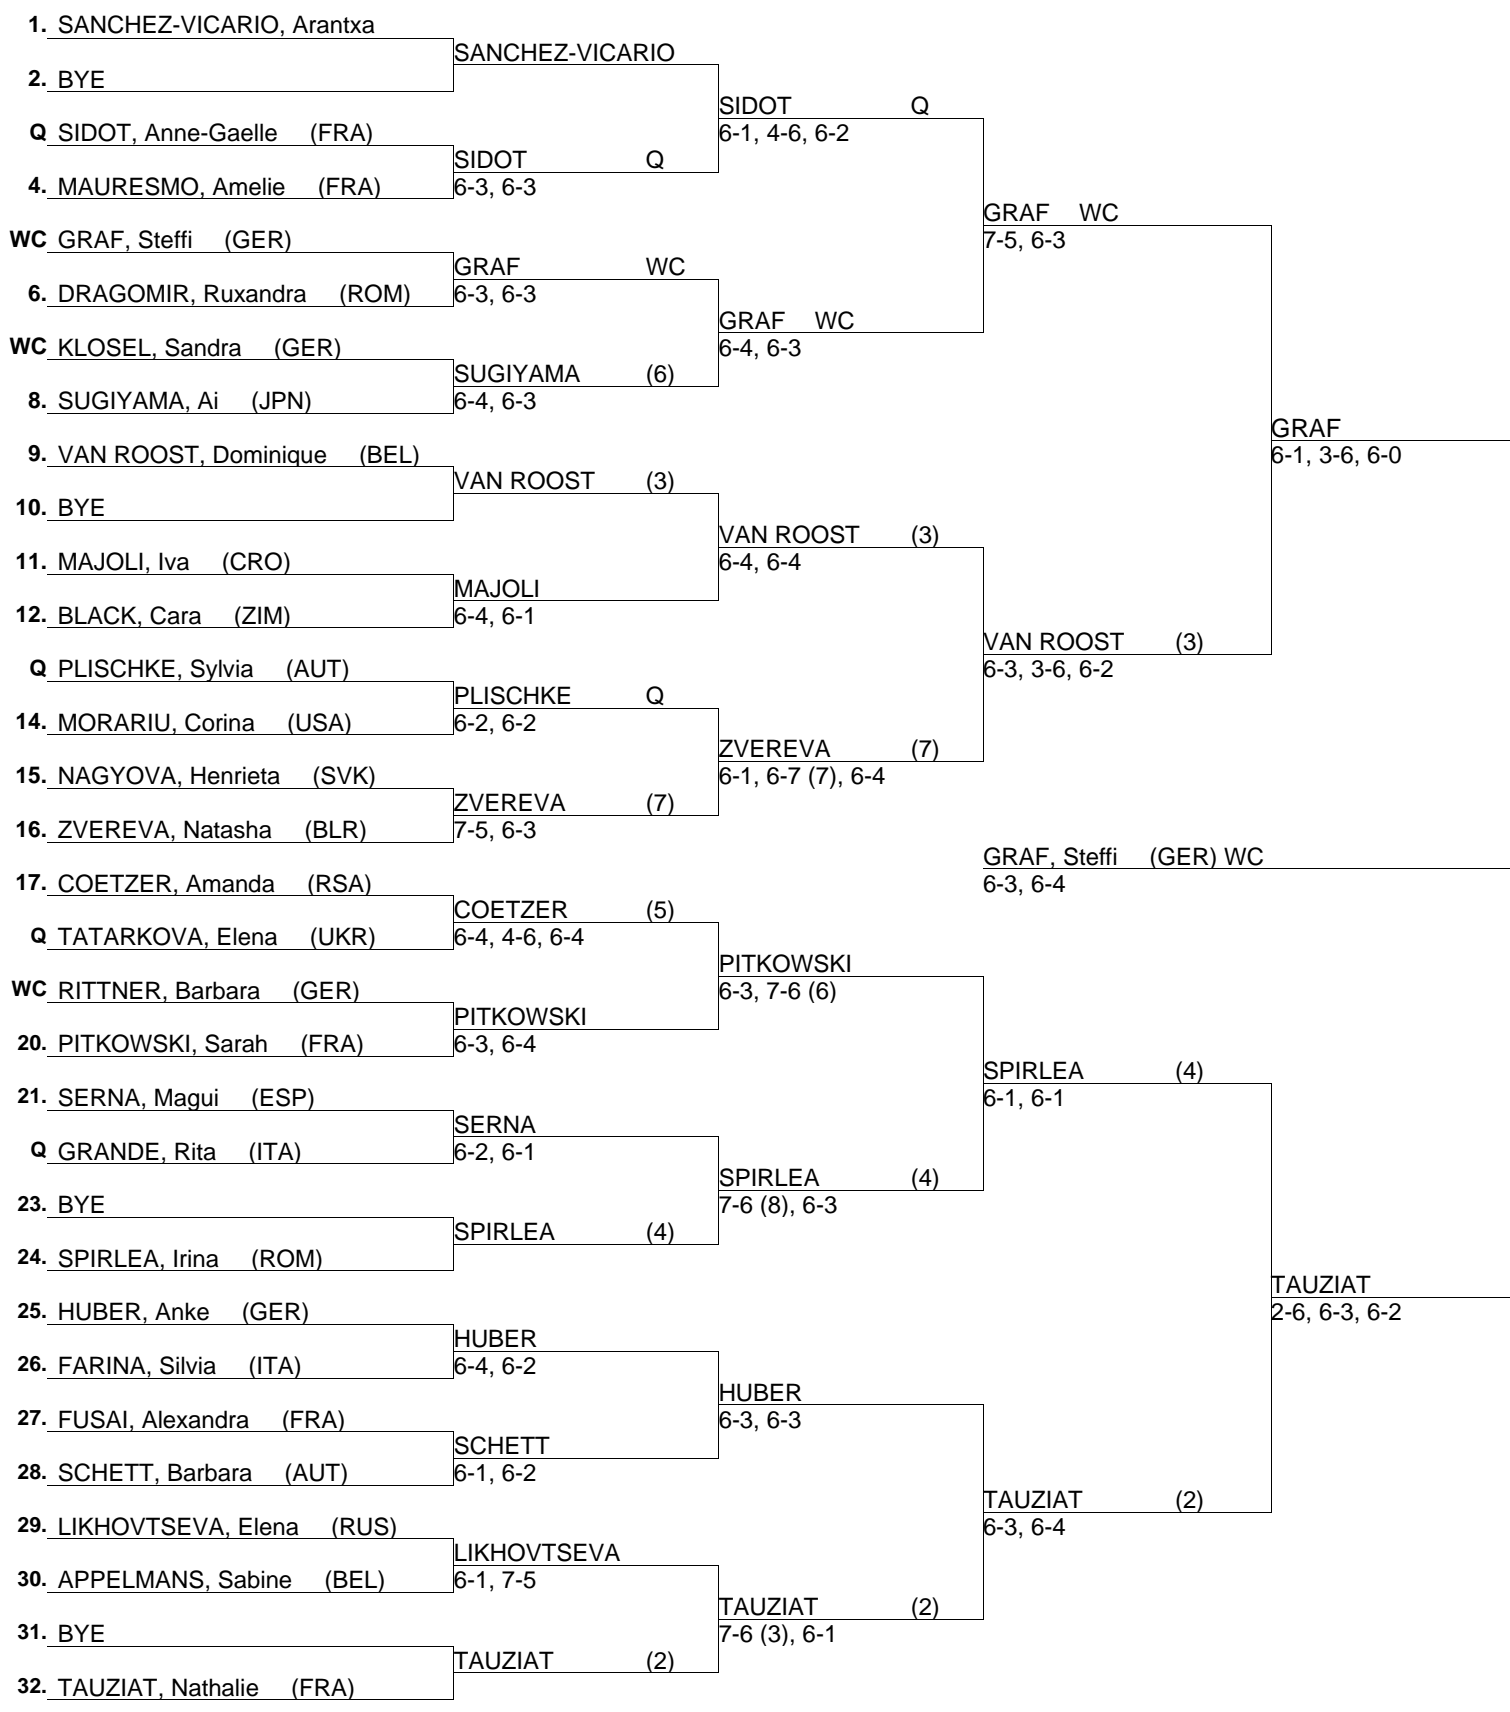 1. SANCHEZ-VICARIO, Arantxa
SANCHEZ-VICARIO
2. BYE
SIDOT Q
6-1, 4-6, 6-2
Q SIDOT, Anne-Gaelle (FRA)
SIDOT Q
6-3, 6-3
4. MAURESMO, Amelie (FRA)
GRAF WC
7-5, 6-3
WC GRAF, Steffi (GER)
GRAF WC
6-3, 6-3
6. DRAGOMIR, Ruxandra (ROM)
GRAF WC
6-4, 6-3
WC KLOSEL, Sandra (GER)
SUGIYAMA (6)
6-4, 6-3
8. SUGIYAMA, Ai (JPN)
GRAF
6-1, 3-6, 6-0
9. VAN ROOST, Dominique (BEL)
VAN ROOST (3)
10. BYE
VAN ROOST (3)
6-4, 6-4
11. MAJOLI, Iva (CRO)
MAJOLI
6-4, 6-1
12. BLACK, Cara (ZIM)
VAN ROOST (3)
6-3, 3-6, 6-2
Q PLISCHKE, Sylvia (AUT)
PLISCHKE Q
6-2, 6-2
14. MORARIU, Corina (USA)
ZVEREVA (7)
6-1, 6-7 (7), 6-4
15. NAGYOVA, Henrieta (SVK)
ZVEREVA (7)
7-5, 6-3
16. ZVEREVA, Natasha (BLR)
GRAF, Steffi (GER) WC
6-3, 6-4
17. COETZER, Amanda (RSA)
COETZER (5)
6-4, 4-6, 6-4
Q TATARKOVA, Elena (UKR)
PITKOWSKI
6-3, 7-6 (6)
WC RITTNER, Barbara (GER)
PITKOWSKI
6-3, 6-4
20. PITKOWSKI, Sarah (FRA)
SPIRLEA (4)
6-1, 6-1
21. SERNA, Magui (ESP)
SERNA
6-2, 6-1
Q GRANDE, Rita (ITA)
SPIRLEA (4)
7-6 (8), 6-3
23. BYE
SPIRLEA (4)
24. SPIRLEA, Irina (ROM)
TAUZIAT
2-6, 6-3, 6-2
25. HUBER, Anke (GER)
HUBER
6-4, 6-2
26. FARINA, Silvia (ITA)
HUBER
6-3, 6-3
27. FUSAI, Alexandra (FRA)
SCHETT
6-1, 6-2
28. SCHETT, Barbara (AUT)
TAUZIAT (2)
6-3, 6-4
29. LIKHOVTSEVA, Elena (RUS)
LIKHOVTSEVA
6-1, 7-5
30. APPELMANS, Sabine (BEL)
TAUZIAT (2)
7-6 (3), 6-1
31. BYE
TAUZIAT (2)
32. TAUZIAT, Nathalie (FRA)